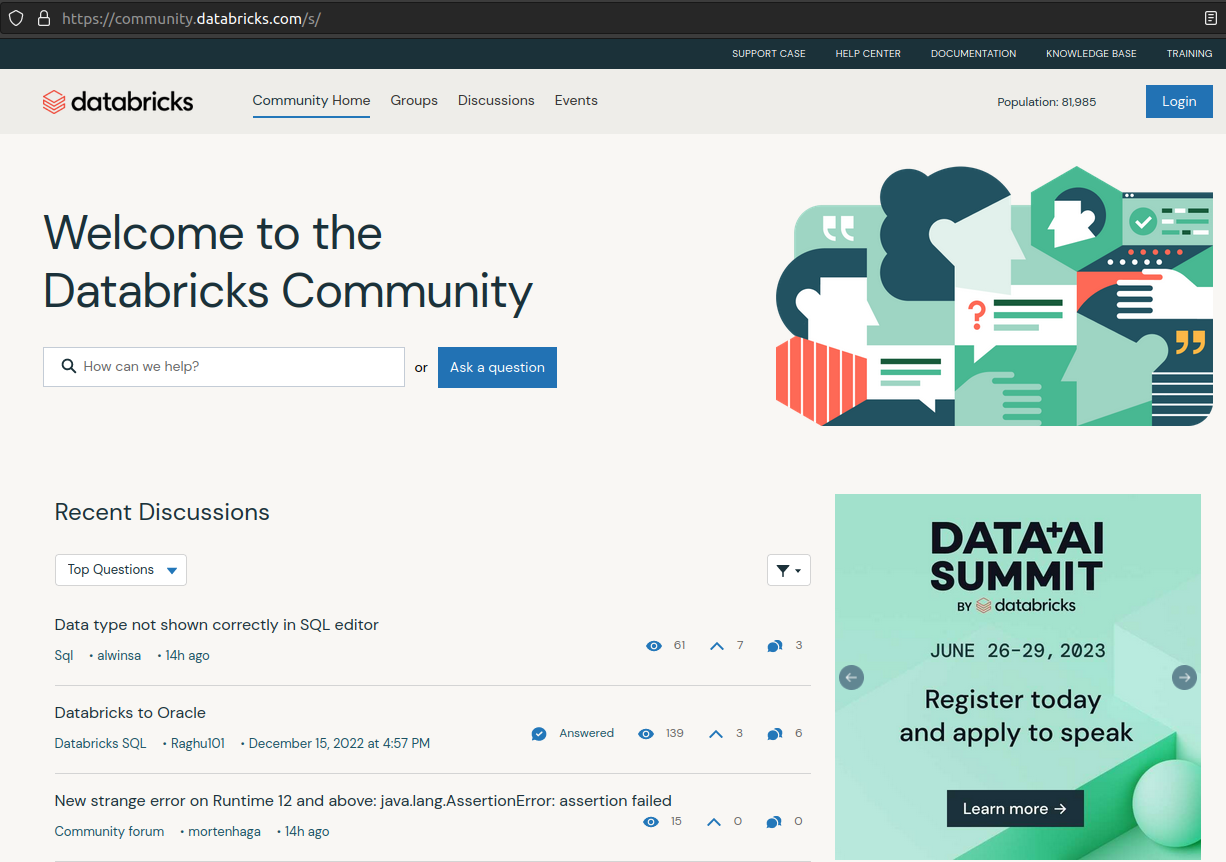 https://community.databricks.com/s/
SUPPORT CASE HELP CENTER DOCUMENTATION KNOWLEDGE BASE TRAINING
databricks Community Home Groups Discussions Events Population: 81,985 Login
Welcome to the
Databricks Community
How can we help? or Ask a question
Recent Discussions
Top Questions
Data type not shown correctly in SQL editor
Sql • alwinsa • 14h ago 61 7 3
Databricks to Oracle
Databricks SQL • Raghu101 • December 15, 2022 at 4:57 PM Answered 139 3 6
New strange error on Runtime 12 and above: java.lang.AssertionError: assertion failed
Community forum • mortenhaga • 14h ago 15 0 0
DATA+AI
SUMMIT
BY databricks
JUNE 26-29, 2023
Register today
and apply to speak
Learn more →